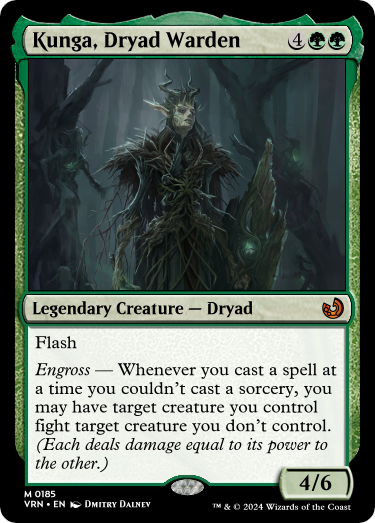 Kunga, Dryad Warden 4
Legendary Creature — Dryad
Flash
Engross — Whenever you cast a spell at
a time you couldn't cast a sorcery, you
may have target creature you control
fight target creature you don't control.
(Each deals damage equal to its power to
the other.)
4/6
M 0185
VRN • EN Dmitry Dalnev
™ & © 2024 Wizards of the Coast